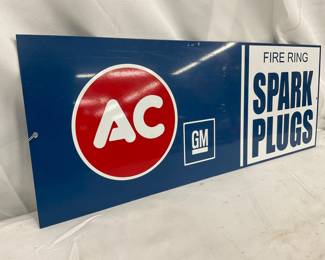 AC
GM
FIRE RING
SPARK
PLUGS